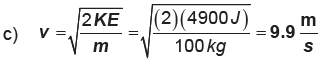 c) v = √(2KE/m) = √((2)(4900 J)/100 kg) = 9.9 m/s